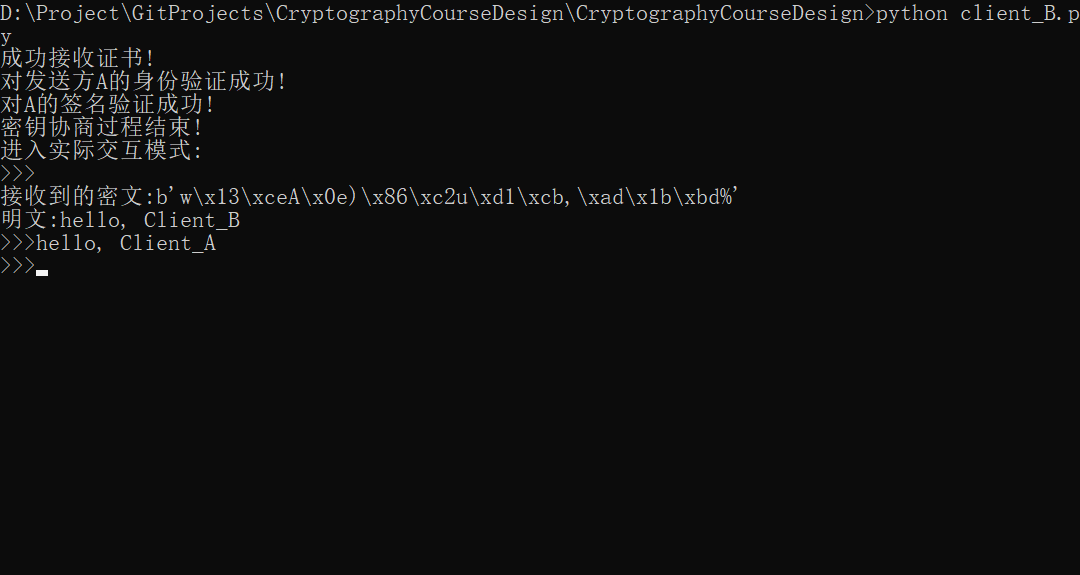 D:\Project\GitProjects\CryptographyCourseDesign\CryptographyCourseDesign>python client_B.p
y
成功接收证书!
对发送方A的身份验证成功!
对A的签名验证成功!
密钥协商过程结束!
进入实际交互模式:
>>>
接收到的密文:b'w\x13\xceA\x0e)\x86\xc2u\xd1\xcb,\xad\x1b\xbd%'
明文:hello, Client_B
>>>hello, Client_A
>>>